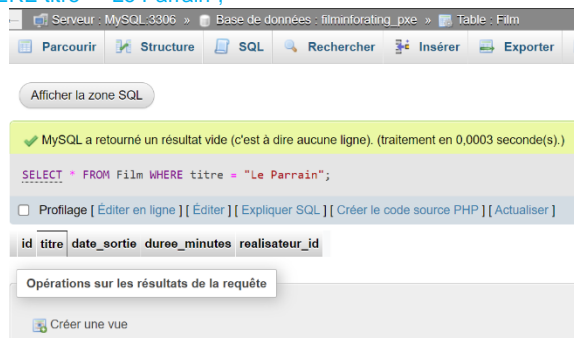 titre = "Le Parrain";
Serveur : MySQL:3306 » Base de données : filminforating_pxe » Table : Film
Parcourir Structure SQL Rechercher Insérer Exporter
Afficher la zone SQL
MySQL a retourné un résultat vide (c'est à dire aucune ligne). (traitement en 0,0003 seconde(s).)
SELECT * FROM Film WHERE titre = "Le Parrain";
Profilage [ Éditer en ligne ] [ Éditer ] [ Expliquer SQL ] [ Créer le code source PHP ] [ Actualiser ]
id titre date_sortie duree_minutes realisateur_id
Opérations sur les résultats de la requête
Créer une vue